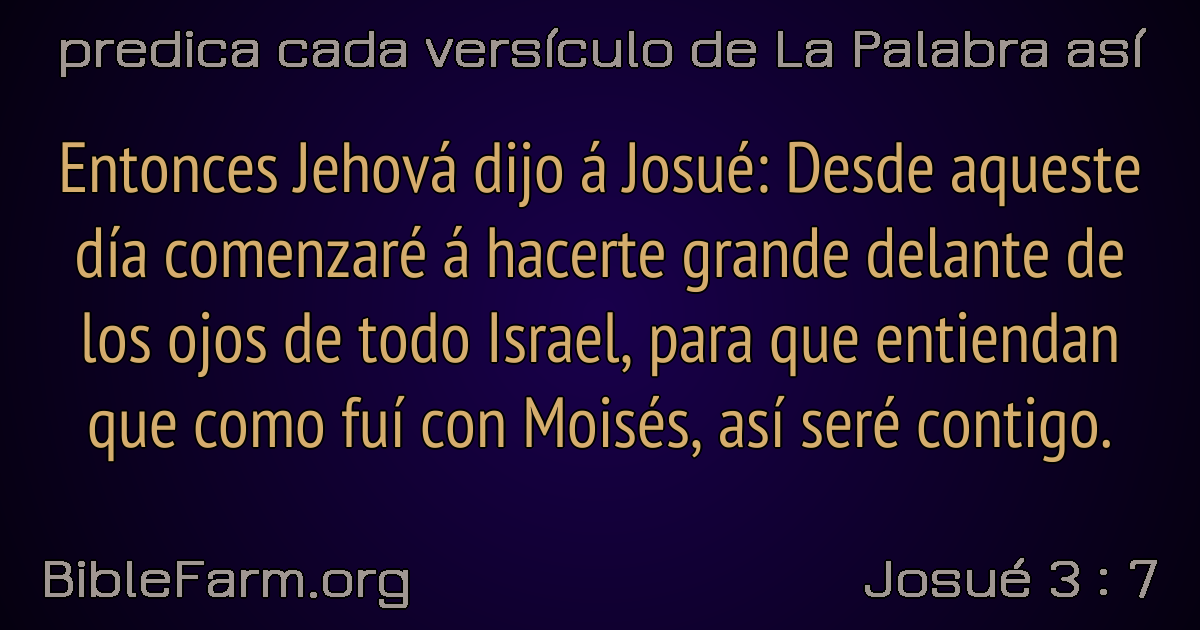 predica cada versículo de La Palabra así
Entonces Jehová dijo á Josué: Desde aqueste
día comenzaré á hacerte grande delante de
los ojos de todo Israel, para que entiendan
que como fuí con Moisés, así seré contigo.
BibleFarm.org
Josué 3 : 7